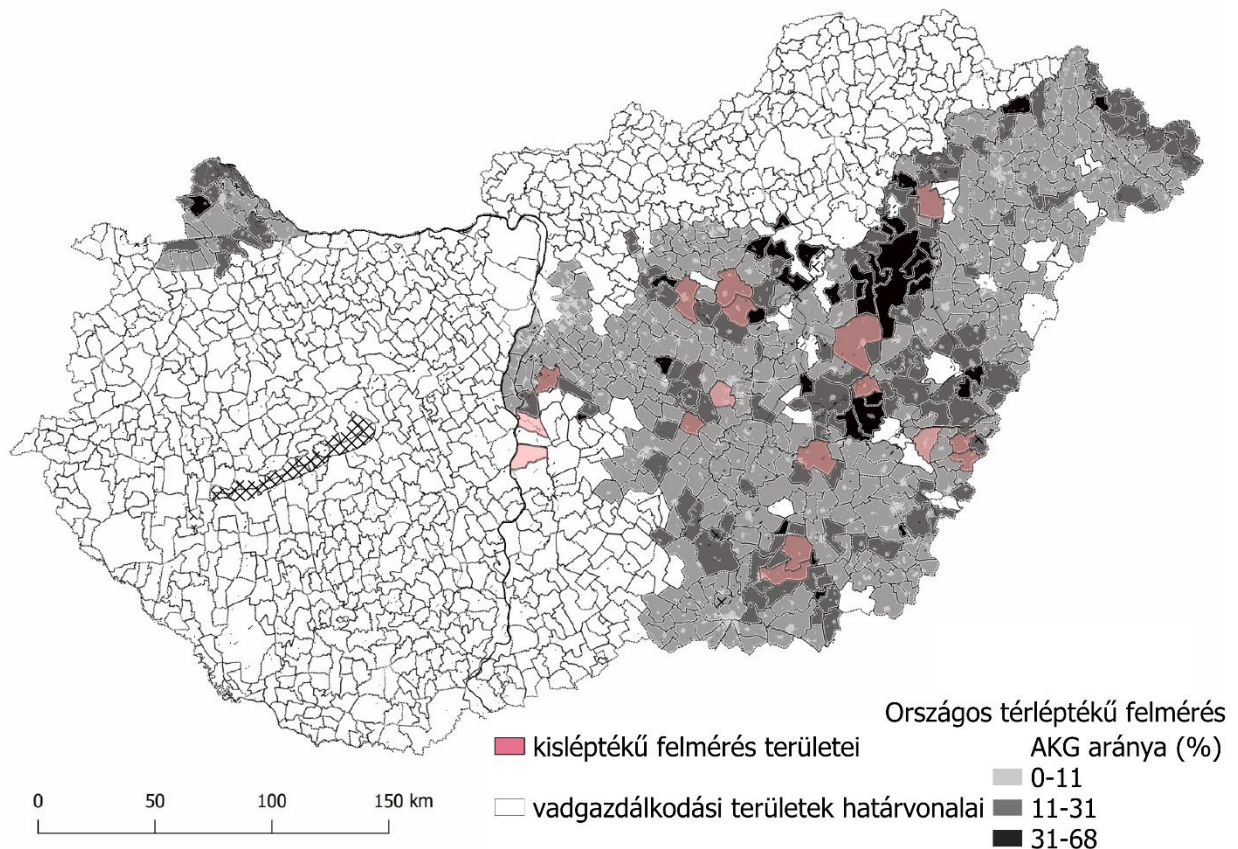 Országos térléptékű felmérés
kisléptékű felmérés területei
AKG aránya (%)
0-11
vadgazdálkodási területek határvonalai
11-31
31-68
0 50 100 150 km